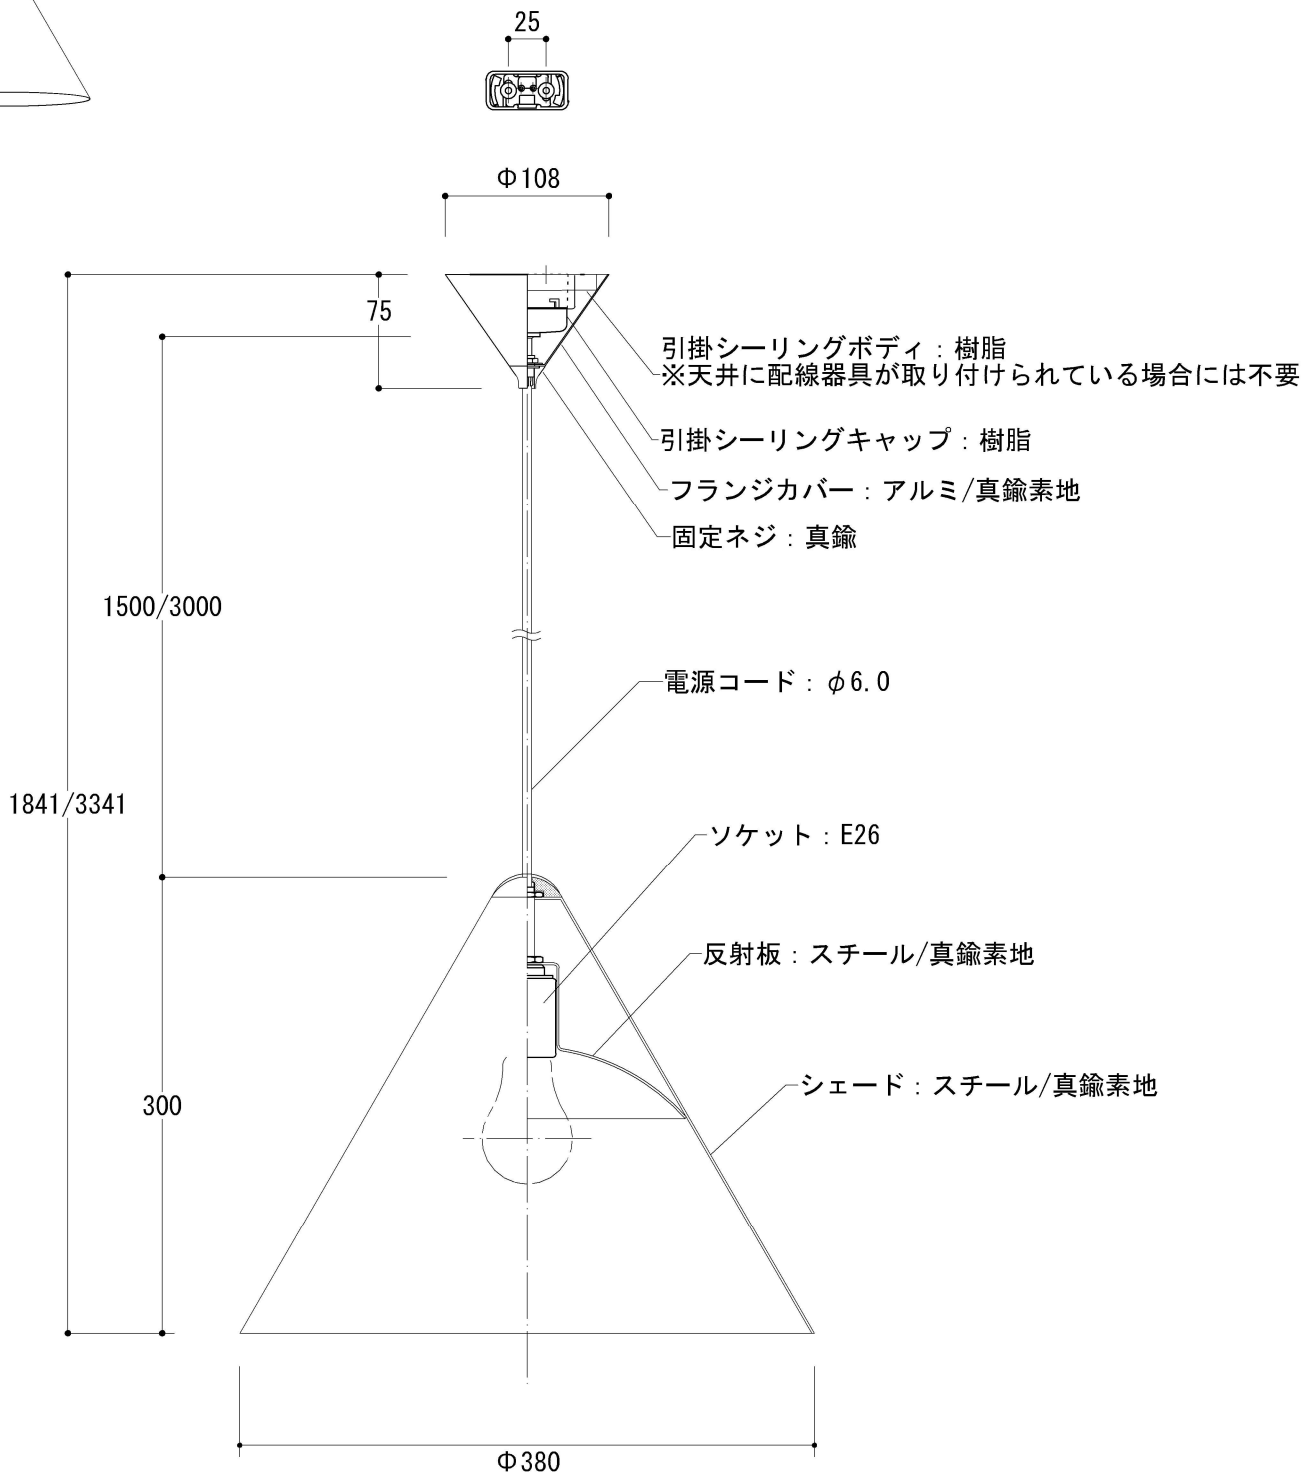 25
Φ108
75
引掛シーリングボディ：樹脂
※天井に配線器具が取り付けられている場合には不要
引掛シーリングキャップ：樹脂
フランジカバー：アルミ/真鍮素地
固定ネジ：真鍮
1500/3000
電源コード：φ6.0
1841/3341
ソケット：E26
反射板：スチール/真鍮素地
シェード：スチール/真鍮素地
300
Φ380